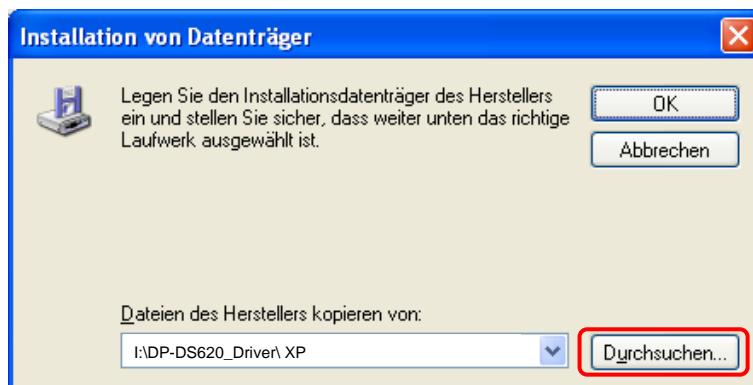 Installation von Datenträger
Legen Sie den Installationsdatenträger des Herstellers
ein und stellen Sie sicher, dass weiter unten das richtige
Laufwerk ausgewählt ist.
OK
Abbrechen
Dateien des Herstellers kopieren von:
I:\DP-DS620_Driver\ XP
Durchsuchen...